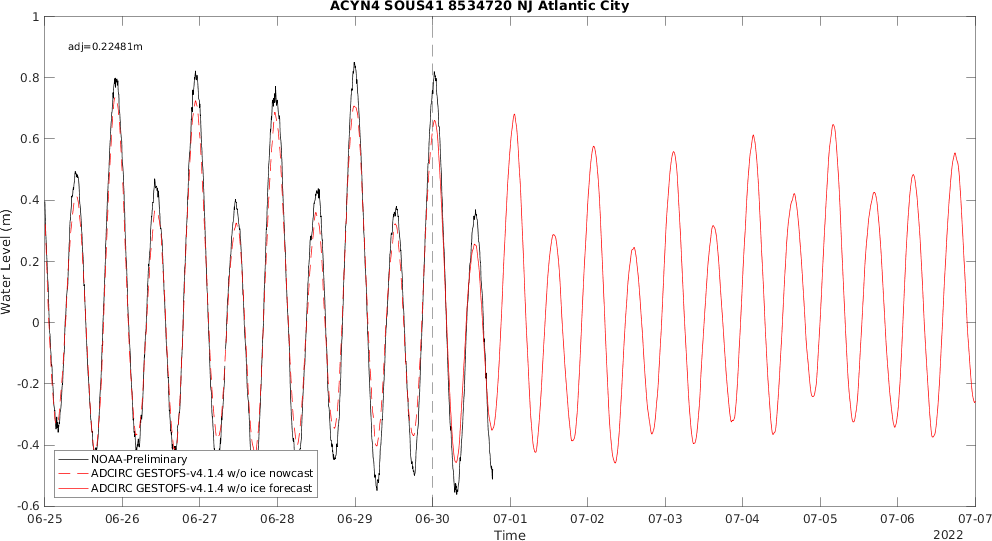 ACYN4 SOUS41 8534720 NJ Atlantic City
adj=0.22481m
1
0.8
0.6
0.4
0.2
0
-0.2
-0.4
-0.6
Water Level (m)
NOAA-Preliminary
ADCIRC GESTOFS-v4.1.4 w/o ice nowcast
ADCIRC GESTOFS-v4.1.4 w/o ice forecast
06-25 06-26 06-27 06-28 06-29 06-30 07-01 07-02 07-03 07-04 07-05 07-06 07-07
Time
2022